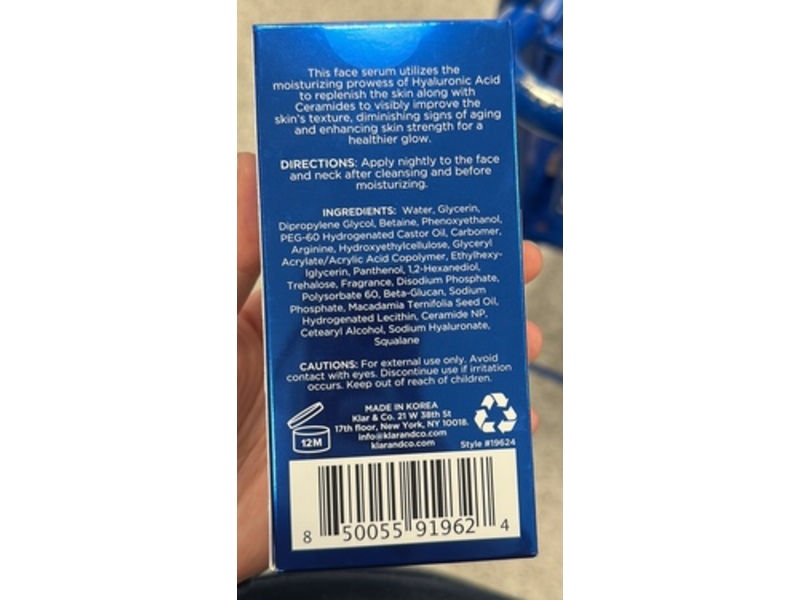 This face serum utilizes the
moisturizing prowess of Hyaluronic Acid
to replenish the skin along with
Ceramides to visibly improve the
skin's texture, diminishing signs of aging
and enhancing skin strength for a
healthier glow.
DIRECTIONS: Apply nightly to the face
and neck after cleansing and before
moisturizing.
INGREDIENTS: Water, Glycerin,
Dipropylene Glycol, Betaine, Phenoxyethanol,
PEG-60 Hydrogenated Castor Oil, Carbomer,
Arginine, Hydroxyethylcellulose, Glyceryl
Acrylate/Acrylic Acid Copolymer, Ethylhexy-
lglycerin, Panthenol, 1,2-Hexanediol,
Trehalose, Fragrance, Disodium Phosphate,
Polysorbate 60, Beta-Glucan, Sodium
Phosphate, Macadamia Ternifolia Seed Oil,
Hydrogenated Lecithin, Ceramide NP,
Cetearyl Alcohol, Sodium Hyaluronate,
Squalane
CAUTIONS: For external use only. Avoid
contact with eyes. Discontinue use if irritation
occurs. Keep out of reach of children.
MADE IN KOREA
Klar & Co. 21 W 38th St
17th floor, New York, NY 10018.
info@klarandco.com
klarandco.com
12M
Style #19624
8 50055 91962 4